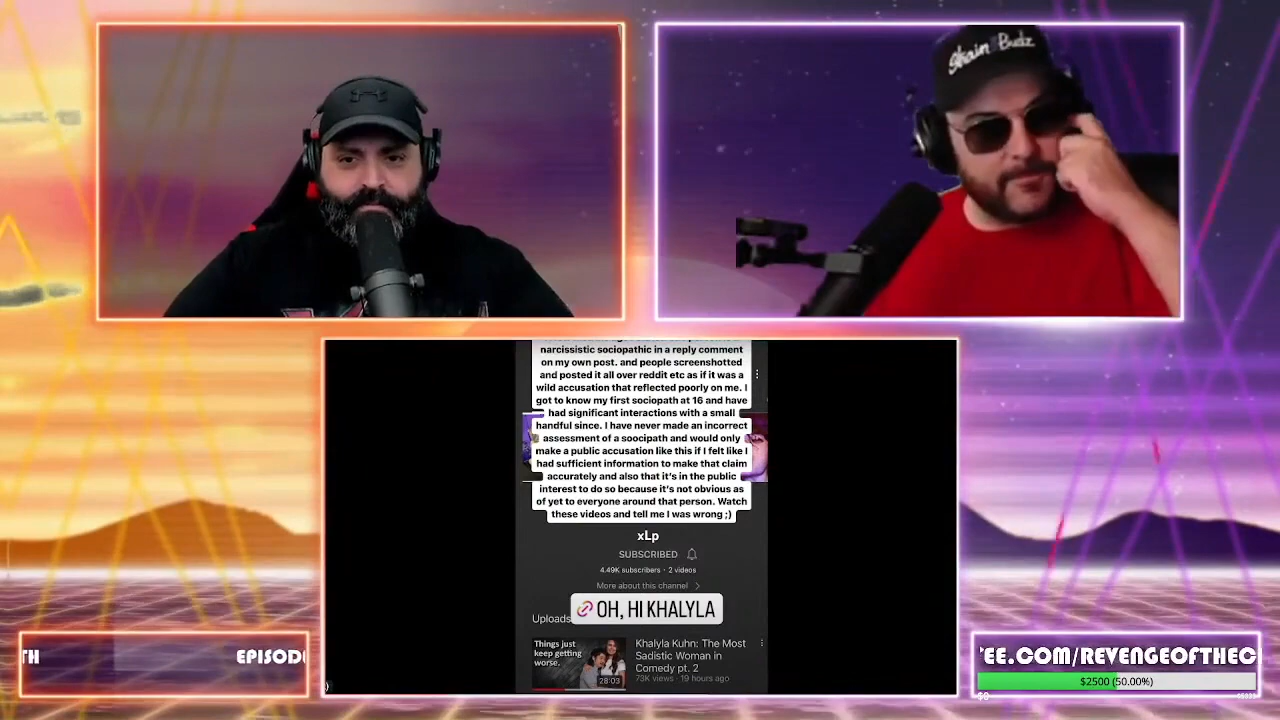 Shain Budz
narcissistic sociopathic in a reply comment
on my own post. and people screenshotted
and posted it all over reddit etc as if it was a
wild accusation that reflected poorly on me. I
got to know my first sociopath at 16 and have
had significant interactions with a small
handful since. I have never made an incorrect
assessment of a soocipath and would only
make a public accusation like this if I felt like I
had sufficient information to make that claim
accurately and also that it's in the public
interest to do so because it's not obvious as
of yet to everyone around that person. Watch
these videos and tell me I was wrong ;)
xLp
SUBSCRIBED
4.49K subscribers · 2 videos
More about this channel >
OH, HI KHALYLA
Uploads
Things just
keep getting
worse.
28:03
Khalyla Kuhn: The Most
Sadistic Woman in
Comedy pt. 2
73K views · 19 hours ago
TH EPISOD
EE.COM/REVENGEOFTHEC
$2500 (50.00%)
$0